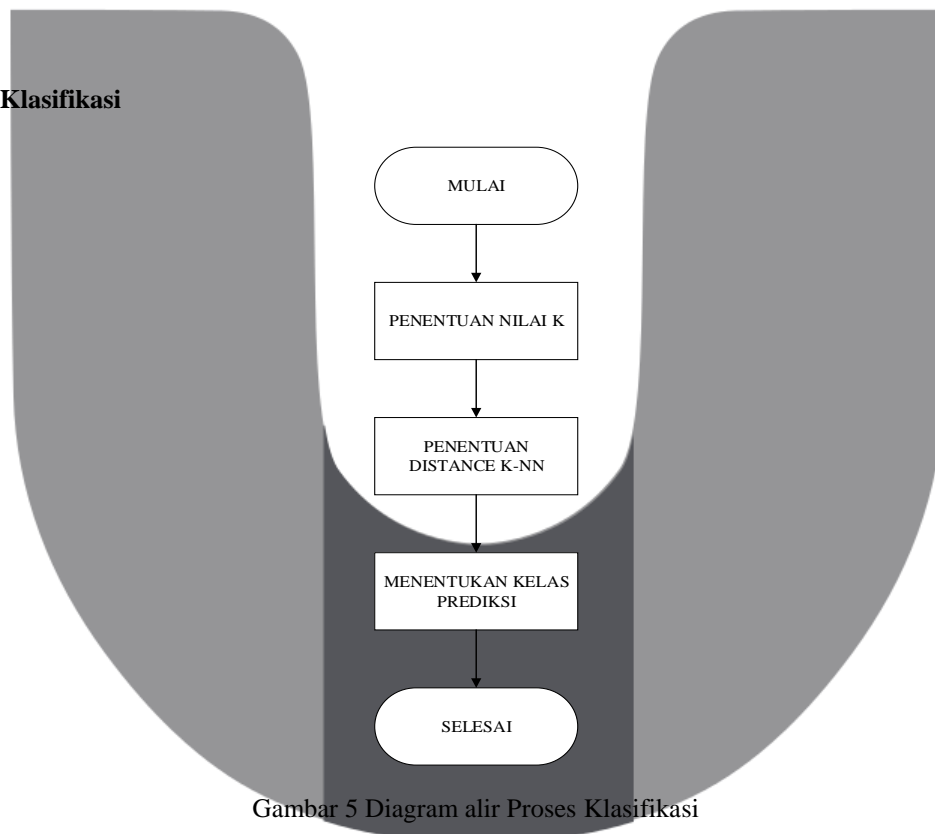 Klasifikasi
MULAI
PENENTUAN NILAI K
PENENTUAN
DISTANCE K-NN
MENENTUKAN KELAS
PREDIKSI
SELESAI
Gambar 5 Diagram alir Proses Klasifikasi